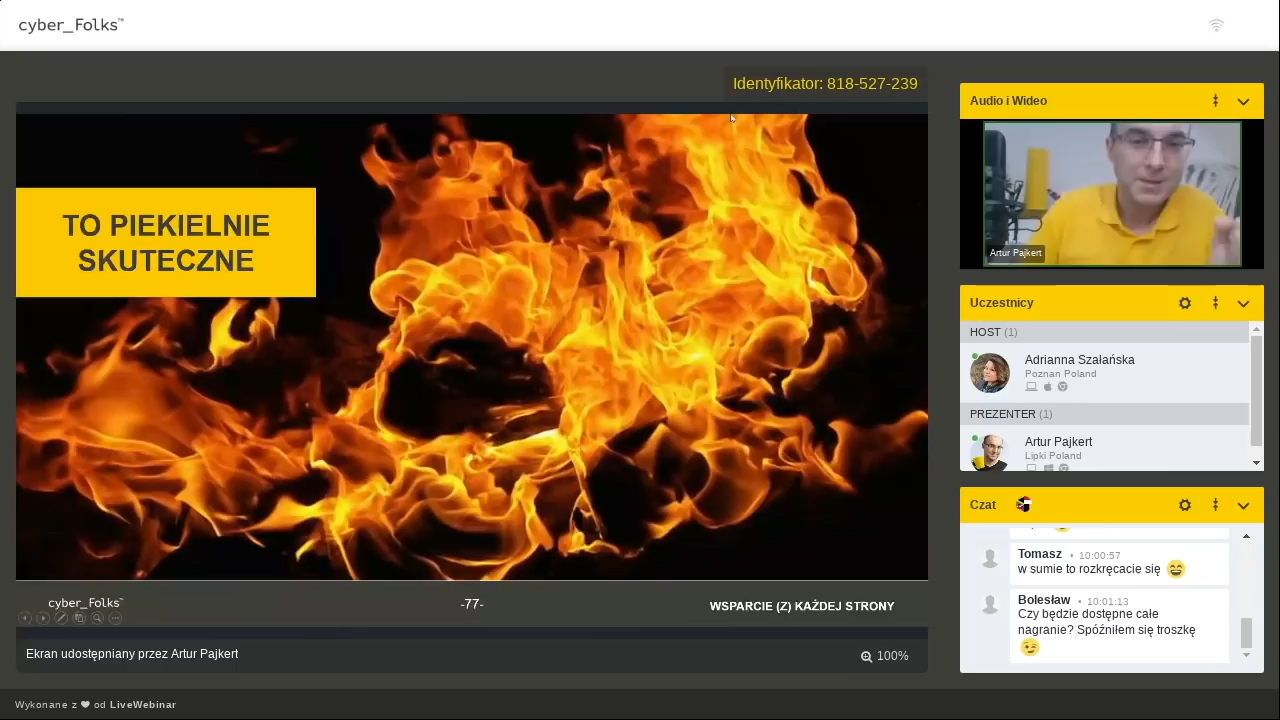 cyber_Folks™
Identyfikator: 818-527-239
TO PIEKIELNIE
SKUTECZNE
cyber_Folks™
-77-
WSPARCIE (Z) KAŻDEJ STRONY
Ekran udostępniany przez Artur Pajkert
100%
Audio i Wideo
Artur Pajkert
Uczestnicy
HOST (1)
Adrianna Szałańska
Poznan Poland
PREZENTER (1)
Artur Pajkert
Lipki Poland
Czat
Tomasz • 10:00:57
w sumie to rozkręcacie się 😄
Bolesław • 10:01:13
Czy będzie dostępne całe
nagranie? Spóźniłem się troszkę
😉
Wykonane z ♥ od LiveWebinar